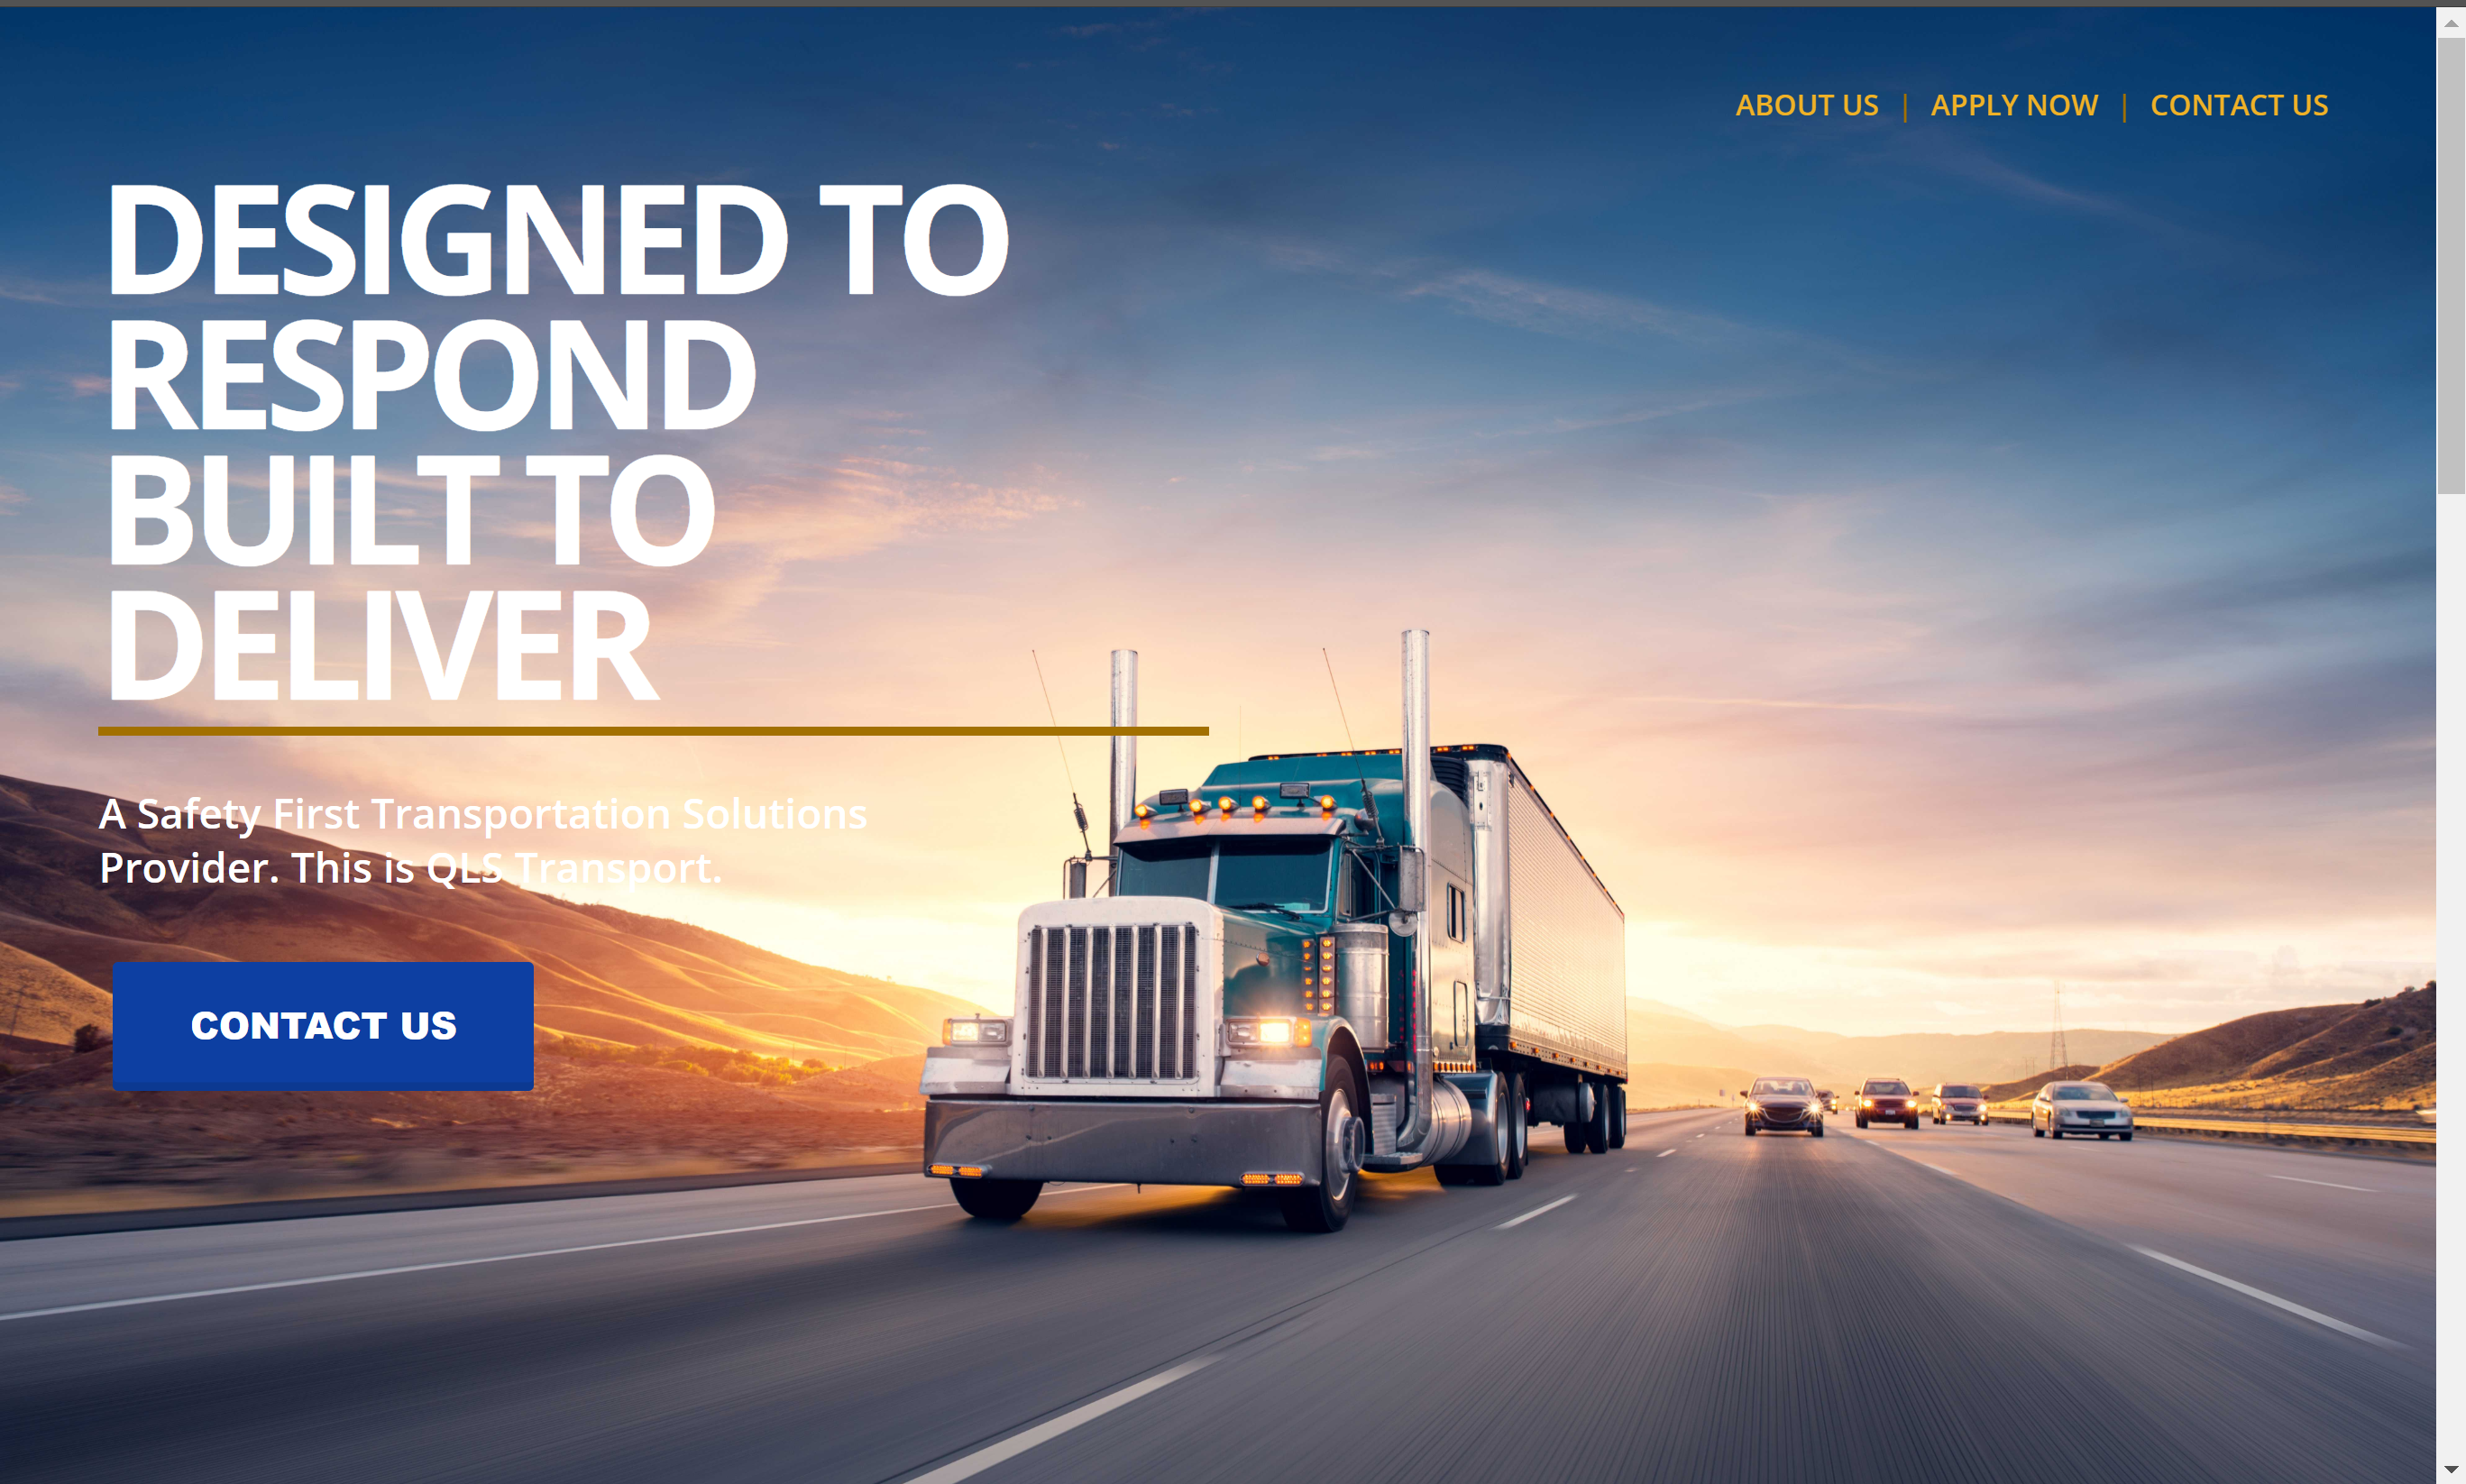 ABOUT US | APPLY NOW | CONTACT US
DESIGNED TO
RESPOND
BUILT TO
DELIVER
A Safety First Transportation Solutions
Provider. This is QLS Transport.
CONTACT US